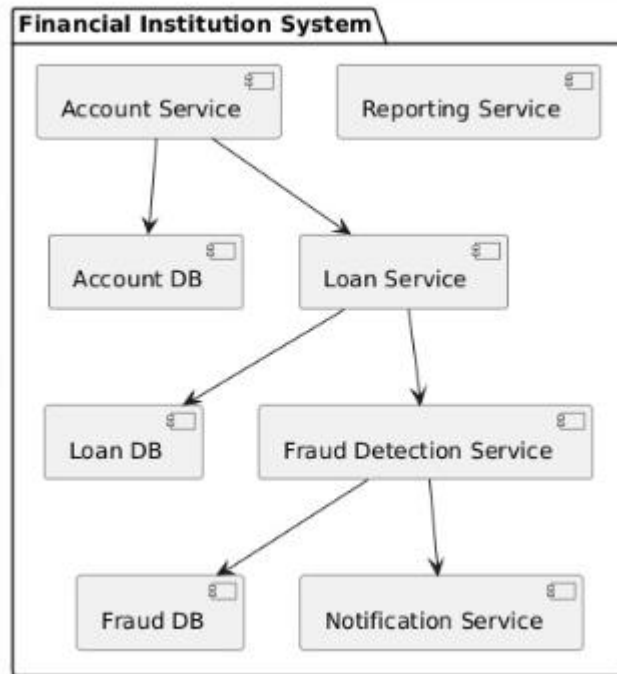 Financial Institution System
Account Service
Reporting Service
Account DB
Loan Service
Loan DB
Fraud Detection Service
Fraud DB
Notification Service